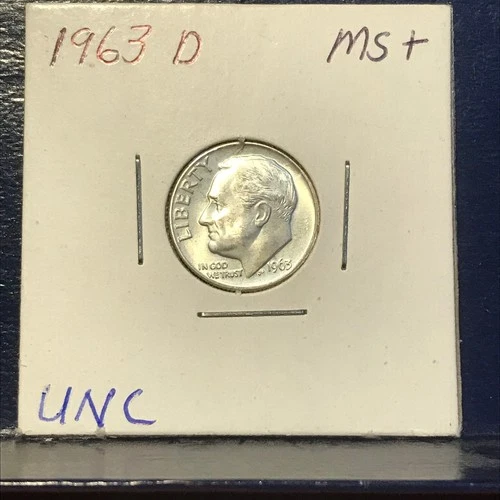 1963 D MS+
LIBERTY
IN GOD
WE TRUST
1963
UNC